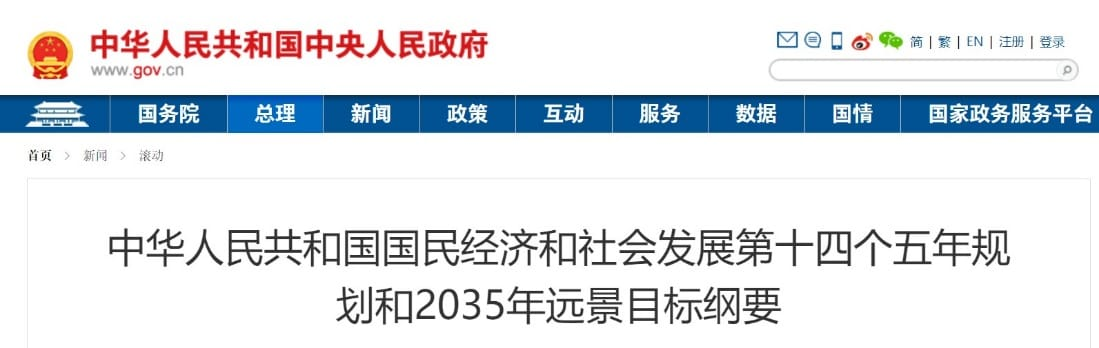 中华人民共和国中央人民政府
www.gov.cn
简 | 繁 | EN | 注册 | 登录
国务院 总理 新闻 政策 互动 服务 数据 国情 国家政务服务平台
首页 > 新闻 > 滚动
中华人民共和国国民经济和社会发展第十四个五年规
划和2035年远景目标纲要